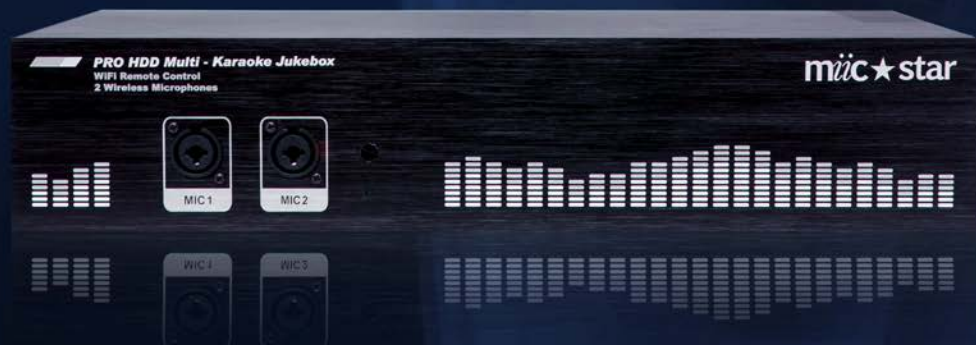 PRO HDD Multi - Karaoke Jukebox
WiFi Remote Control
2 Wireless Microphones
miic★star
MIC 1
MIC 2